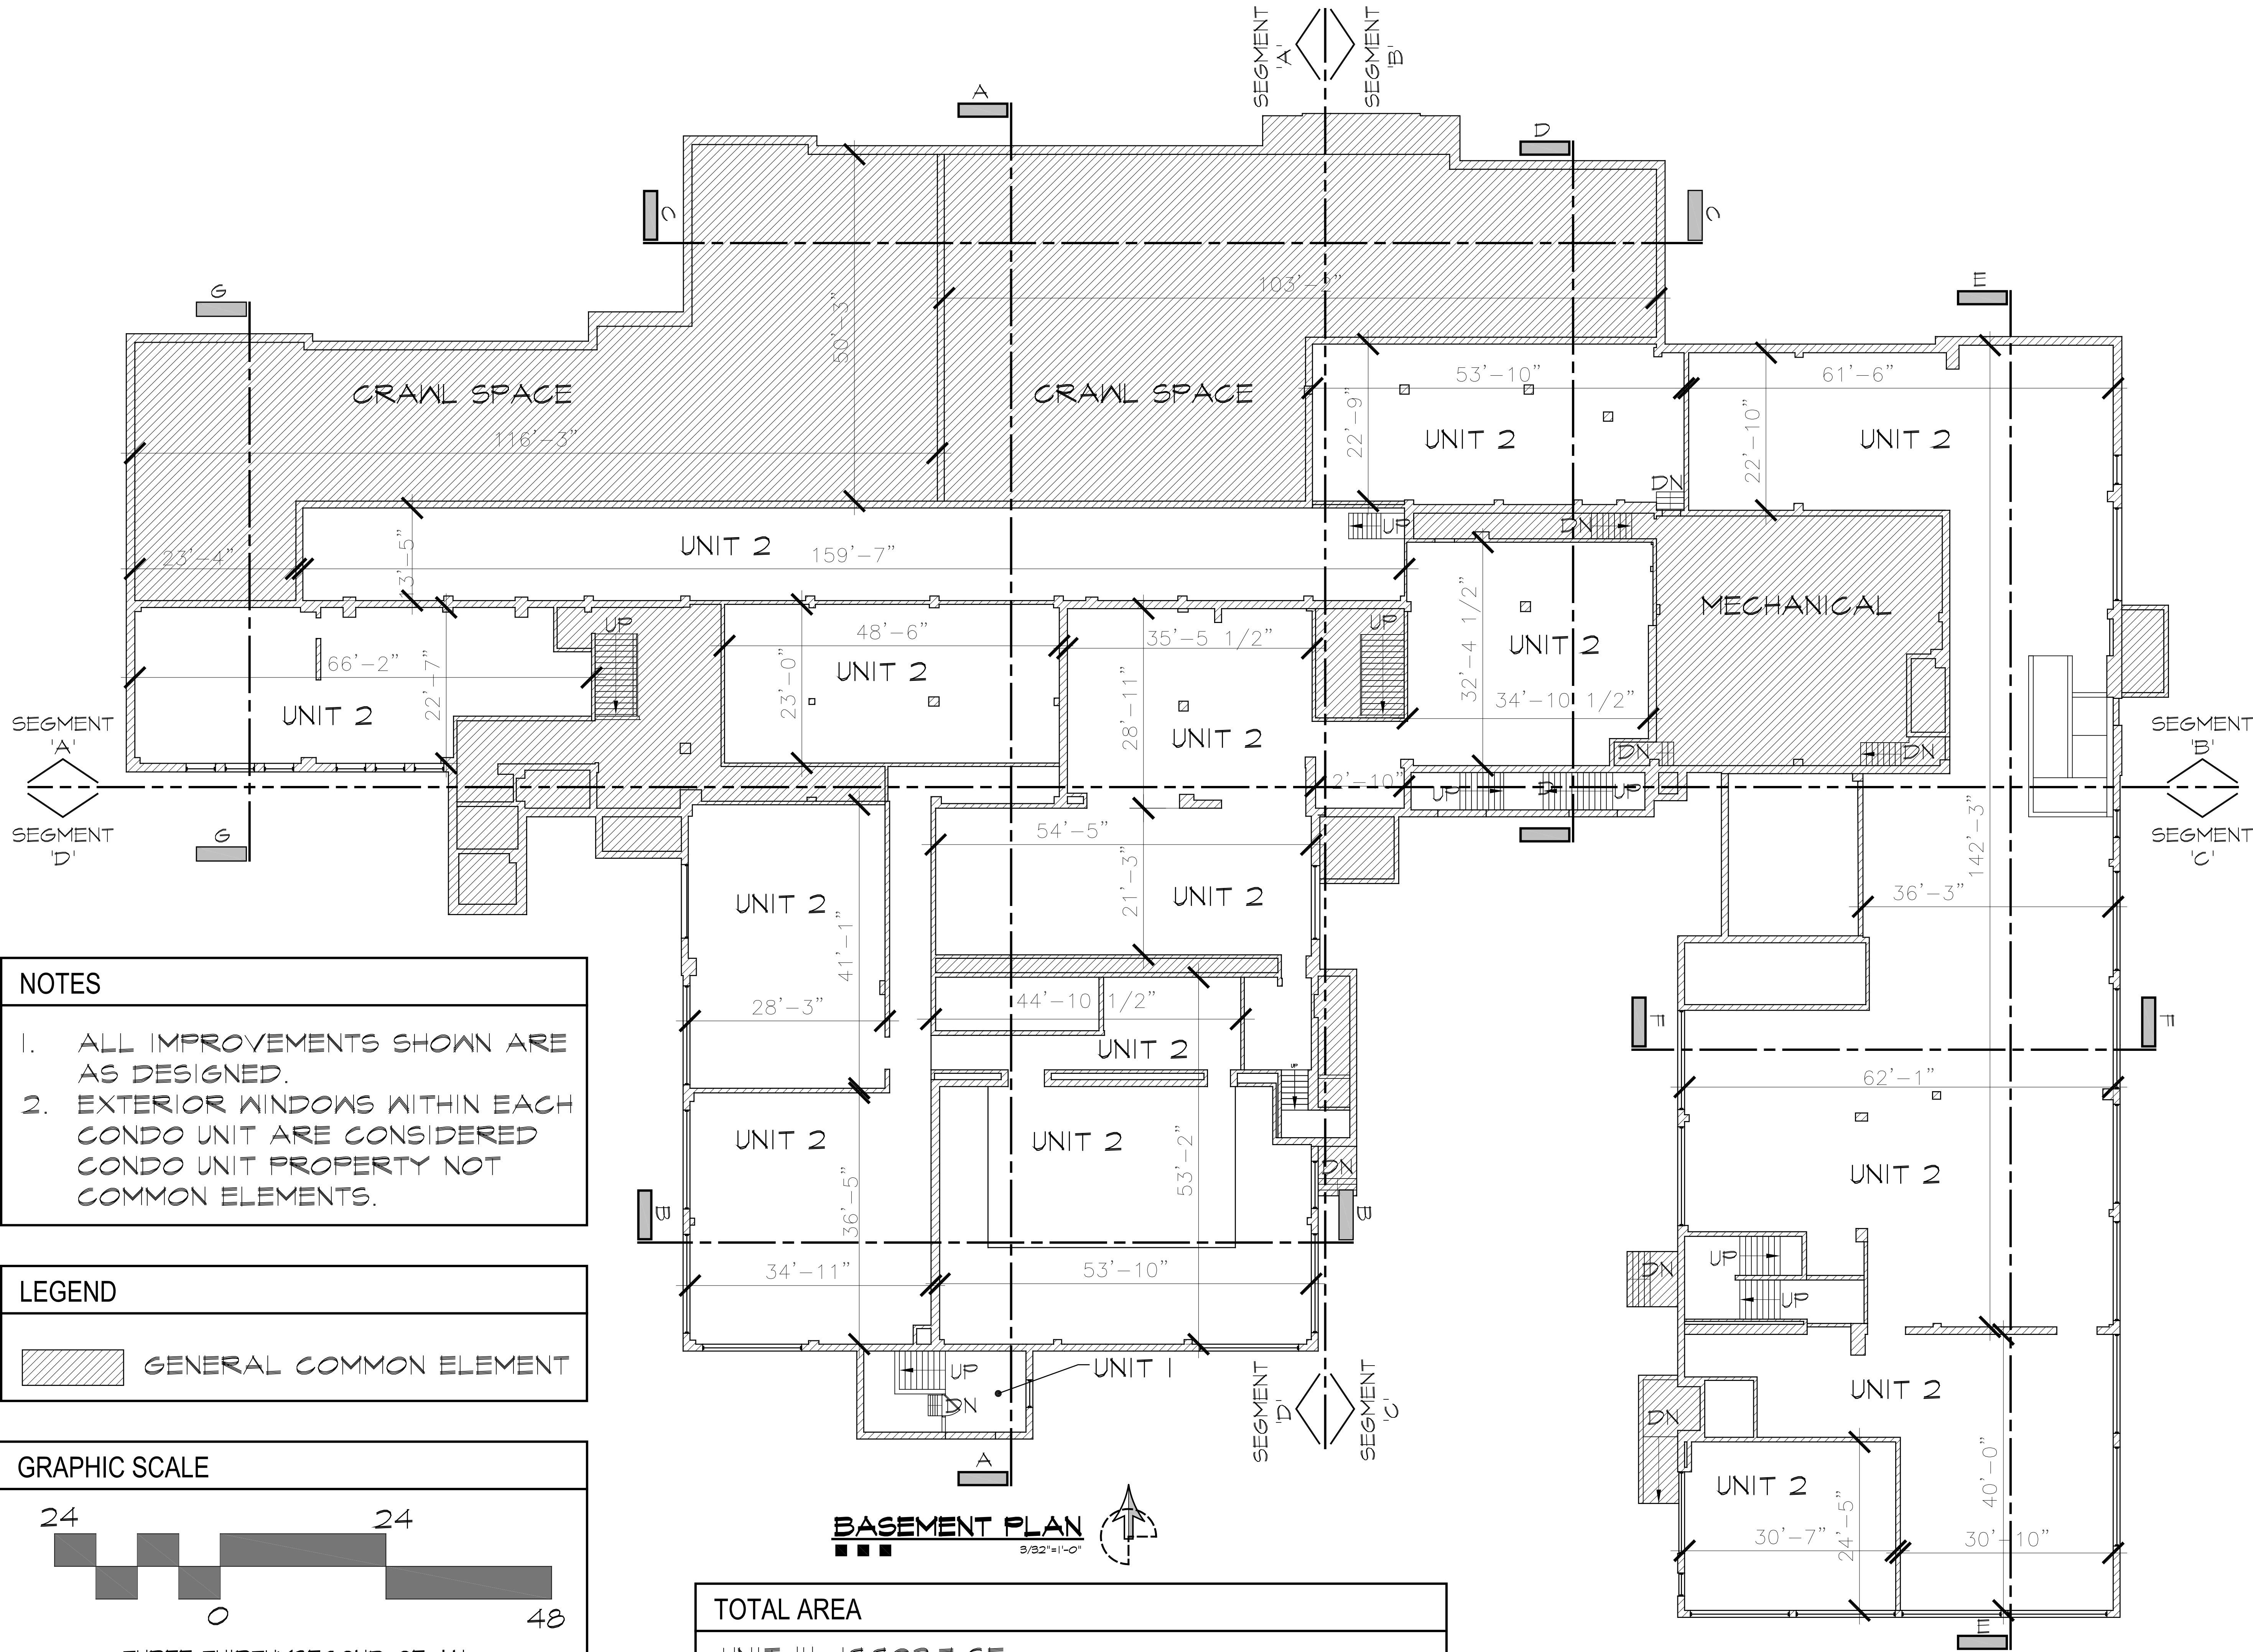 SEGMENT 'A'
SEGMENT 'B'
A
D
C
C
G
E
103'-2"
50'-3"
CRAWL SPACE
CRAWL SPACE
116'-3"
53'-10"
61'-6"
22'-9"
22'-10"
UNIT 2
UNIT 2
DN
23'-4"
13'-5"
UNIT 2
159'-7"
UP
DN
UP
48'-6"
35'-5 1/2"
UP
32'-4 1/2"
UNIT 2
MECHANICAL
66'-2"
22'-7"
23'-0"
UNIT 2
28'-11"
34'-10 1/2"
UNIT 2
UNIT 2
SEGMENT
'A'
SEGMENT
'B'
DN
DN
2'-10"
UP
UP
D
SEGMENT
'D'
G
SEGMENT
'C'
54'-5"
142'-3"
UNIT 2
41'-1"
21'-3"
UNIT 2
36'-3"
NOTES
1. ALL IMPROVEMENTS SHOWN ARE
AS DESIGNED.
2. EXTERIOR WINDOWS WITHIN EACH
CONDO UNIT ARE CONSIDERED
CONDO UNIT PROPERTY NOT
COMMON ELEMENTS.
28'-3"
44'-10 1/2"
F
F
UNIT 2
UP
62'-1"
UNIT 2
UNIT 2
53'-2"
DN
UNIT 2
36'-5"
B
B
34'-11"
53'-10"
UP
DN
UP
LEGEND
GENERAL COMMON ELEMENT
UP
DN
UNIT 1
SEGMENT 'D'
SEGMENT 'C'
UNIT 2
DN
A
GRAPHIC SCALE
24
24
0
48
BASEMENT PLAN
3/32"=1'-0"
UNIT 2
40'-0"
24'-5"
30'-7"
30'-10"
E
TOTAL AREA